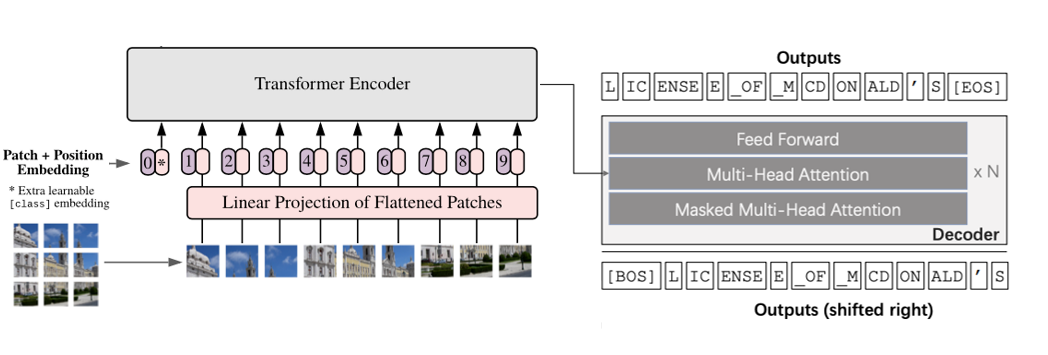 Transformer Encoder
Patch + Position
Embedding
0 * 1 2 3 4 5 6 7 8 9
* Extra learnable
[class] embedding
Linear Projection of Flattened Patches
Outputs
L IC ENSE E _OF _M CD ON ALD ' S [EOS]
Feed Forward
Multi-Head Attention
x N
Masked Multi-Head Attention
Decoder
[BOS] L IC ENSE E _OF _M CD ON ALD ' S
Outputs (shifted right)